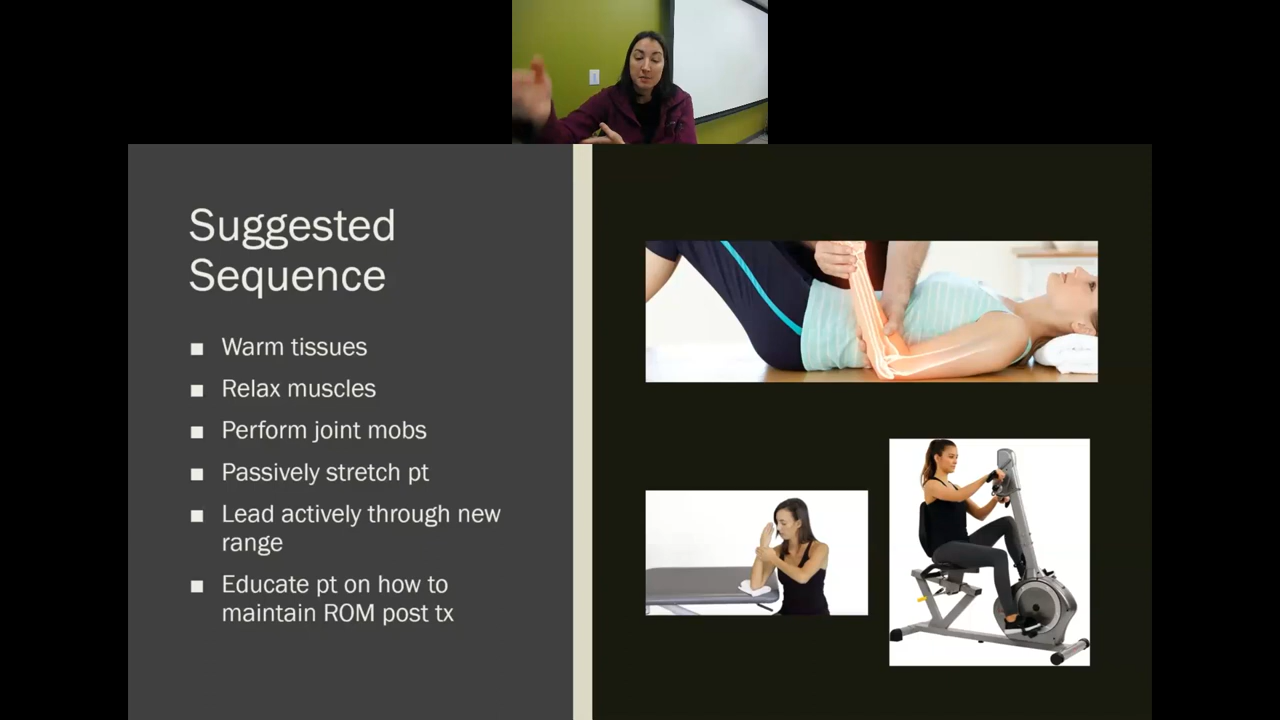 Suggested
Sequence
■ Warm tissues
■ Relax muscles
■ Perform joint mobs
■ Passively stretch pt
■ Lead actively through new
range
■ Educate pt on how to
maintain ROM post tx